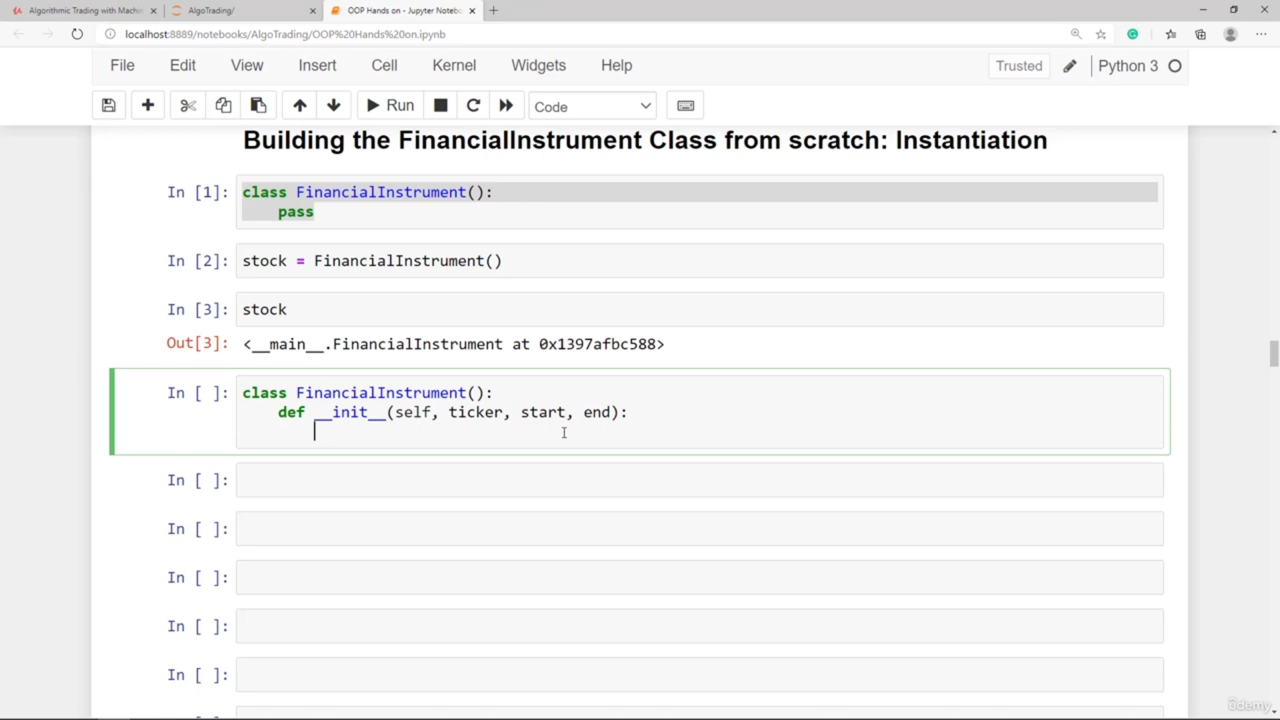 Algorithmic Trading with Machi
AlgoTrading/
OOP Hands on - Jupyter Notebo
localhost:8889/notebooks/AlgoTrading/OOP%20Hands%20on.ipynb
File Edit View Insert Cell Kernel Widgets Help Trusted Python 3
Run Code
Building the FinancialInstrument Class from scratch: Instantiation
In [1]: class FinancialInstrument():
pass
In [2]: stock = FinancialInstrument()
In [3]: stock
Out[3]: <__main__.FinancialInstrument at 0x1397afbc588>
In [ ]: class FinancialInstrument():
def __init__(self, ticker, start, end):
In [ ]:
In [ ]:
In [ ]:
In [ ]:
In [ ]:
ûdemy